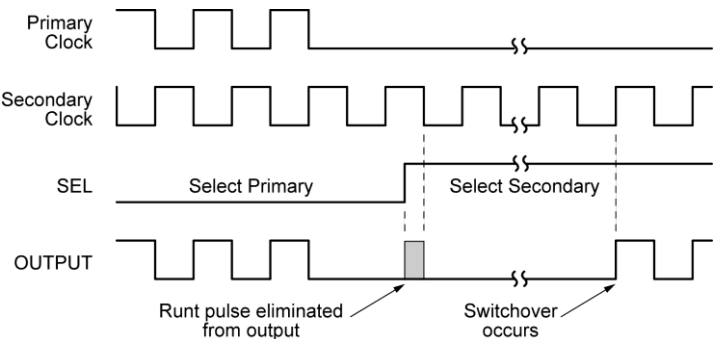 Primary
Clock
Secondary
Clock
SEL
Select Primary
Select Secondary
OUTPUT
Runt pulse eliminated
from output
Switchover
occurs